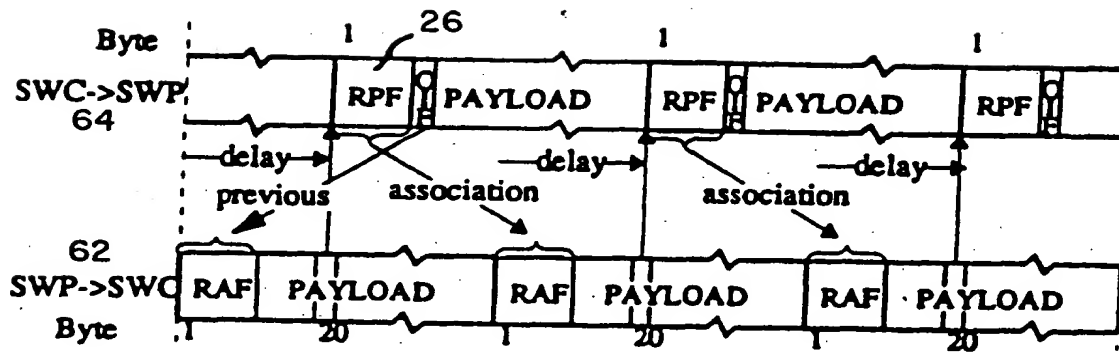 Byte 1 26 1 1
SWC->SWP RPF PAYLOAD RPF PAYLOAD RPF
64
delay delay delay
previous association association
62
SWP->SWC RAF PAYLOAD RAF PAYLOAD RAF PAYLOAD
Byte 1 20 1 20 1 20